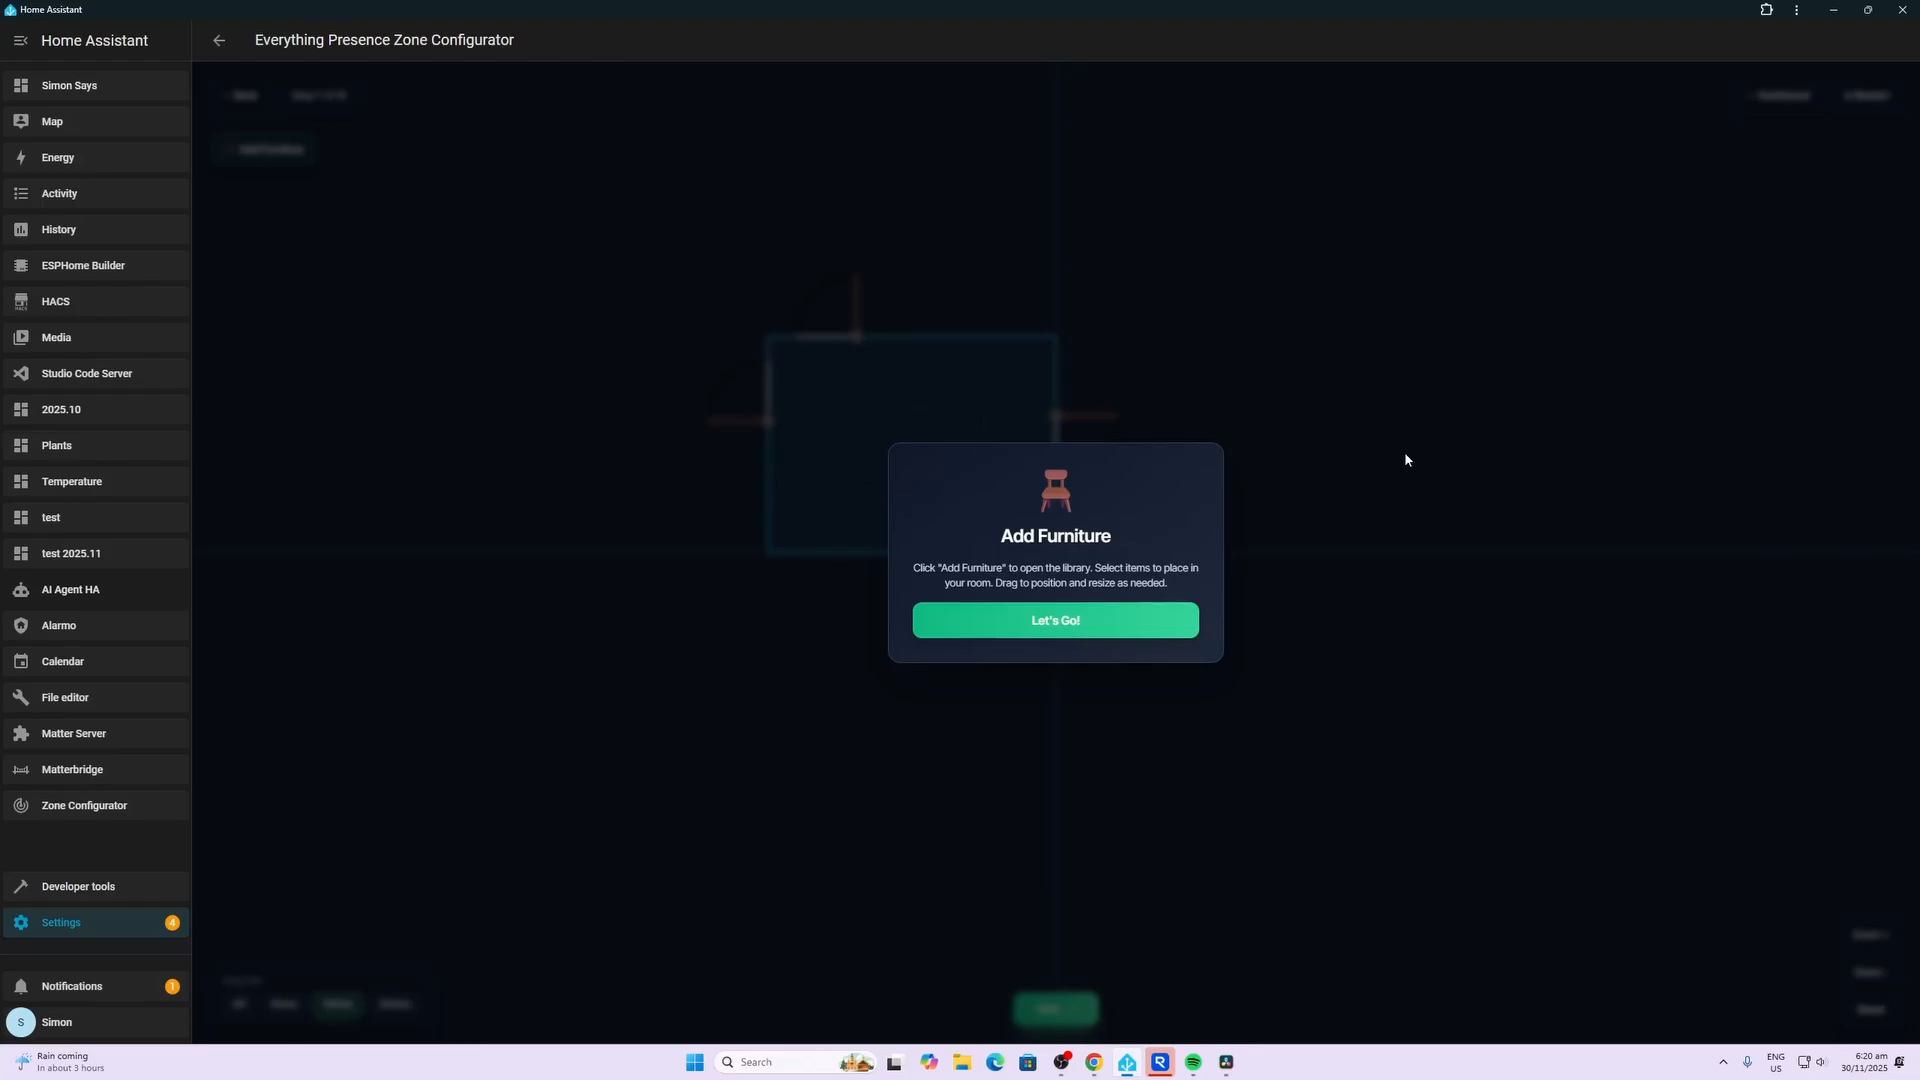 Home Assistant
Home Assistant
Everything Presence Zone Configurator
Simon Says
Map
Energy
Activity
History
ESPHome Builder
HACS
Media
Studio Code Server
2025.10
Plants
Temperature
test
test 2025.11
AI Agent HA
Alarmo
Calendar
File editor
Matter Server
Matterbridge
Zone Configurator
Developer tools
Settings
4
Notifications
1
S
Simon
Add Furniture
Add Furniture
Click "Add Furniture" to open the library. Select items to place in
your room. Drag to position and resize as needed.
Let's Go!
Rain coming
In about 3 hours
Search
ENG
US
6:20 am
30/11/2025